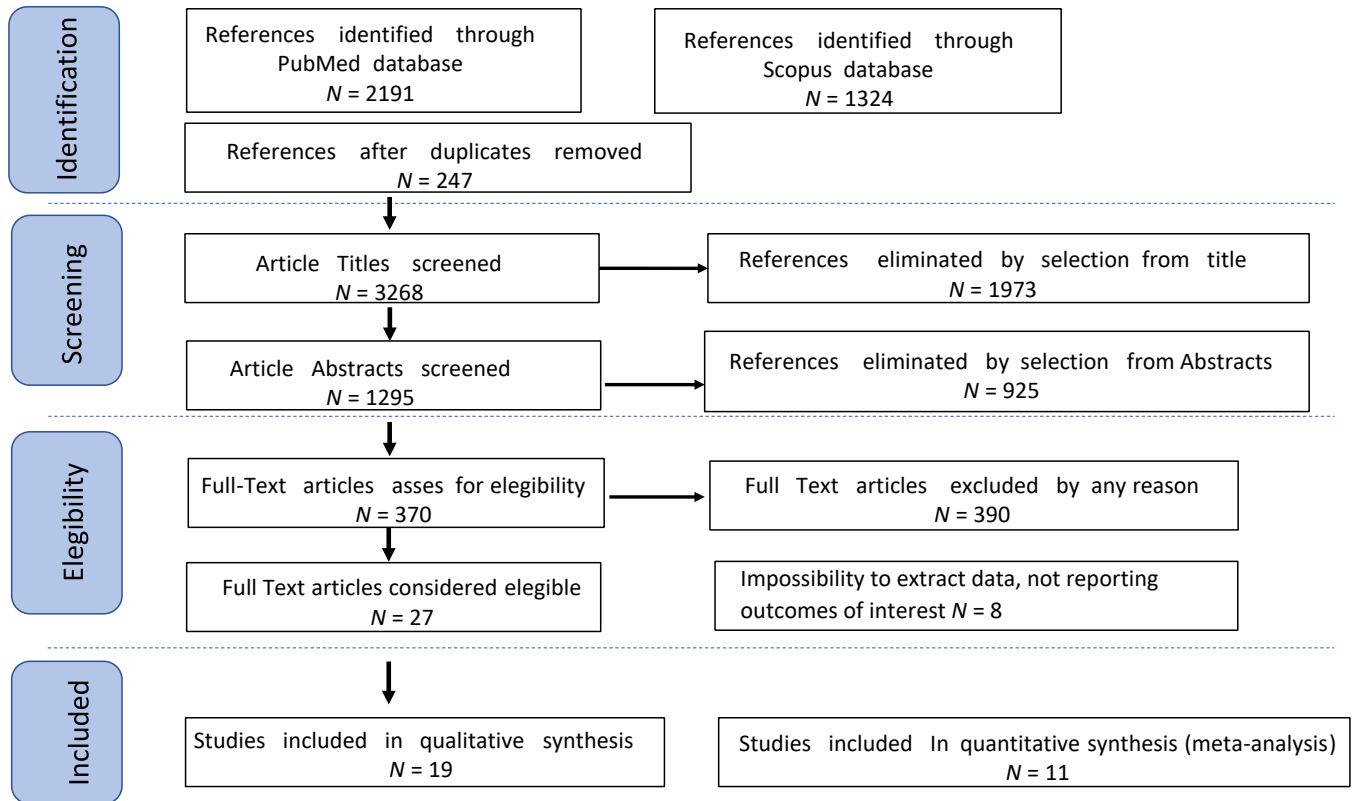 Identification
References identified through
PubMed database
N = 2191
References identified through
Scopus database
N = 1324
References after duplicates removed
N = 247
Screening
Article Titles screened
N = 3268
References eliminated by selection from title
N = 1973
Article Abstracts screened
N = 1295
References eliminated by selection from Abstracts
N = 925
Elegibility
Full-Text articles asses for elegibility
N = 370
Full Text articles excluded by any reason
N = 390
Full Text articles considered elegible
N = 27
Impossibility to extract data, not reporting
outcomes of interest N = 8
Included
Studies included in qualitative synthesis
N = 19
Studies included In quantitative synthesis (meta-analysis)
N = 11